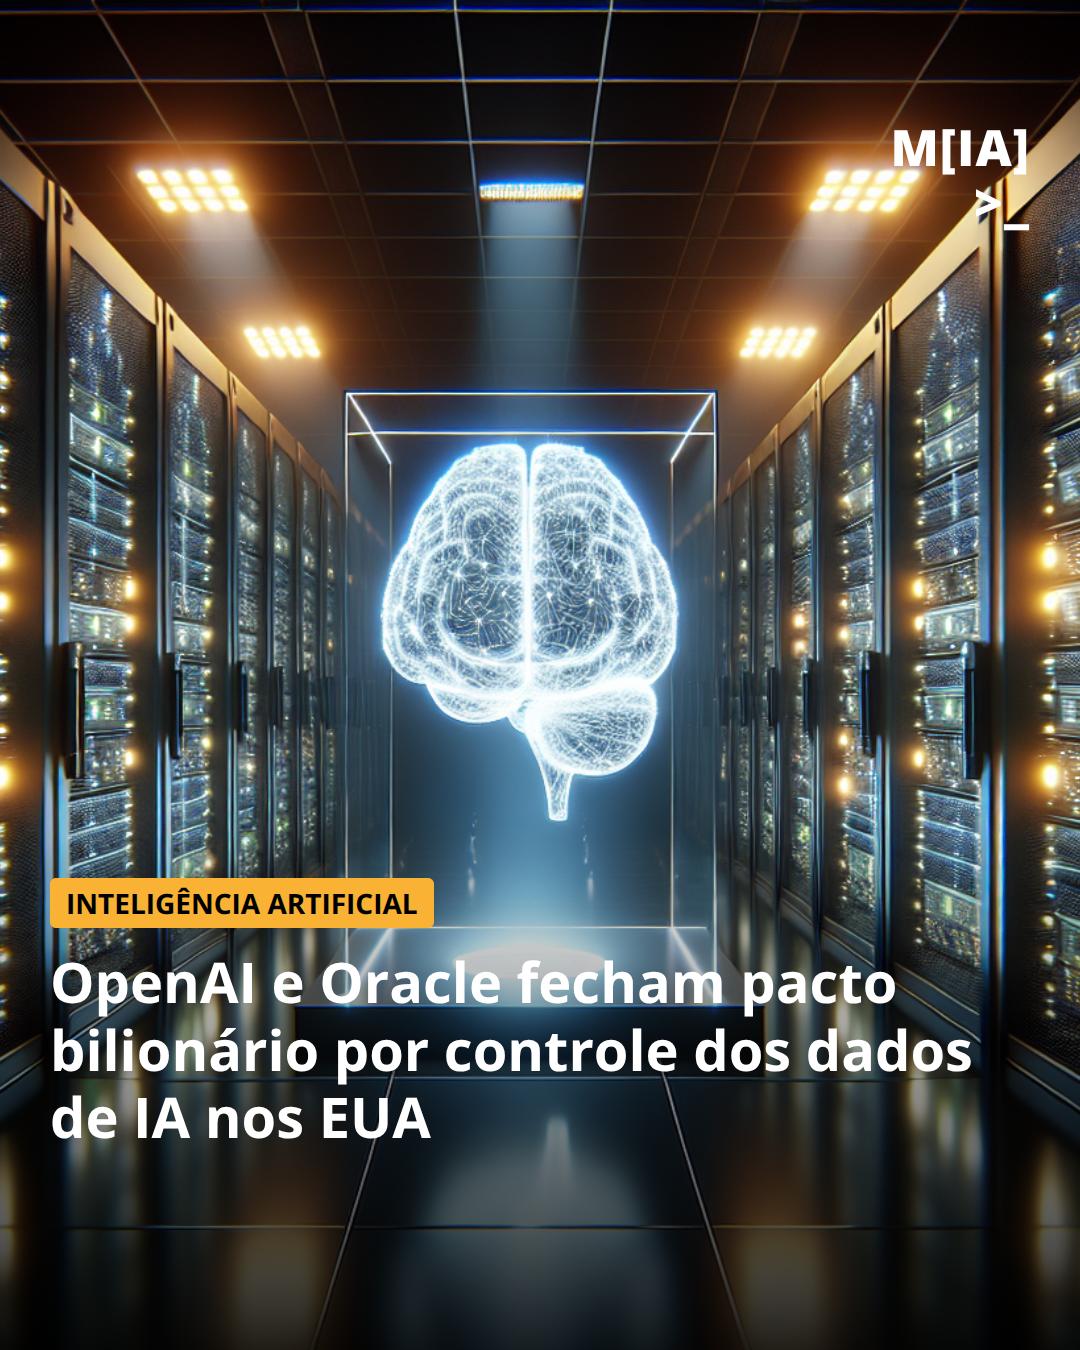 M[IA]
>_
INTELIGÊNCIA ARTIFICIAL
OpenAI e Oracle fecham pacto
bilionário por controle dos dados
de IA nos EUA